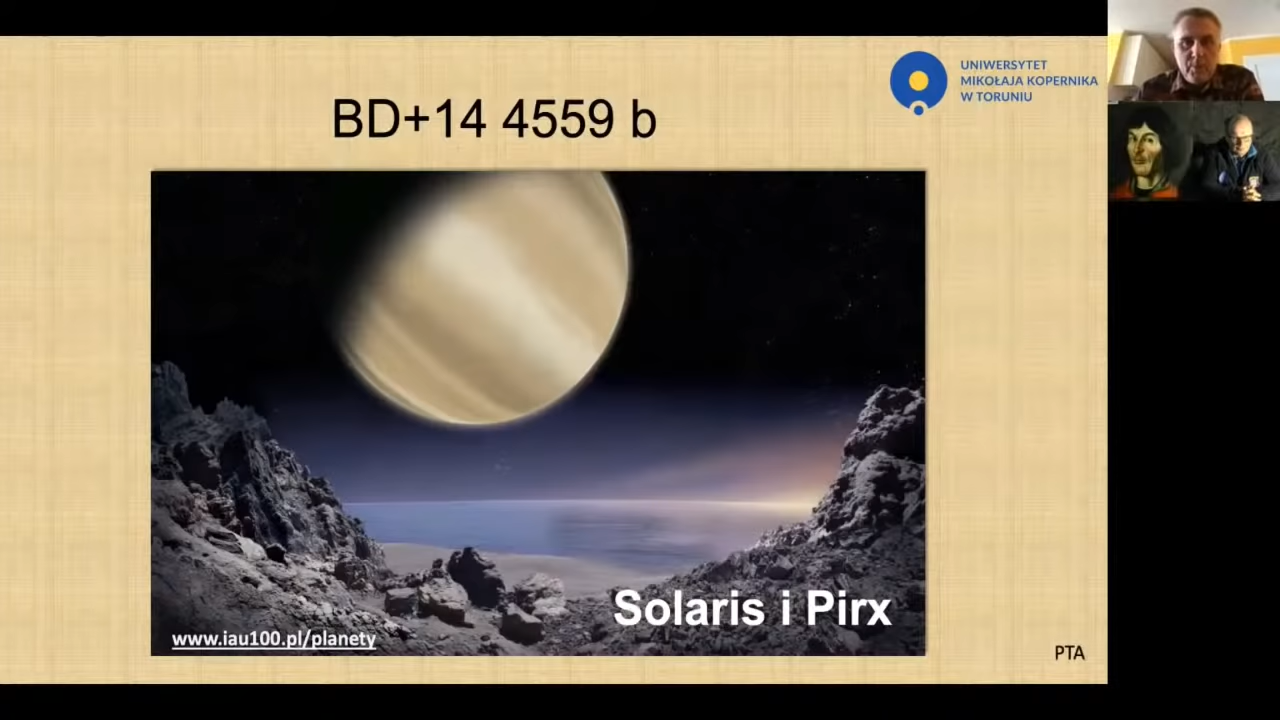 UNIWERSYTET
MIKOŁAJA KOPERNIKA
W TORUNIU
BD+14 4559 b
Solaris i Pirx
www.iau100.pl/planety
PTA